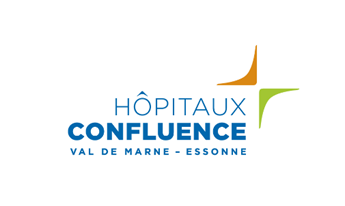 HÔPITAUX
CONFLUENCE
VAL DE MARNE – ESSONNE